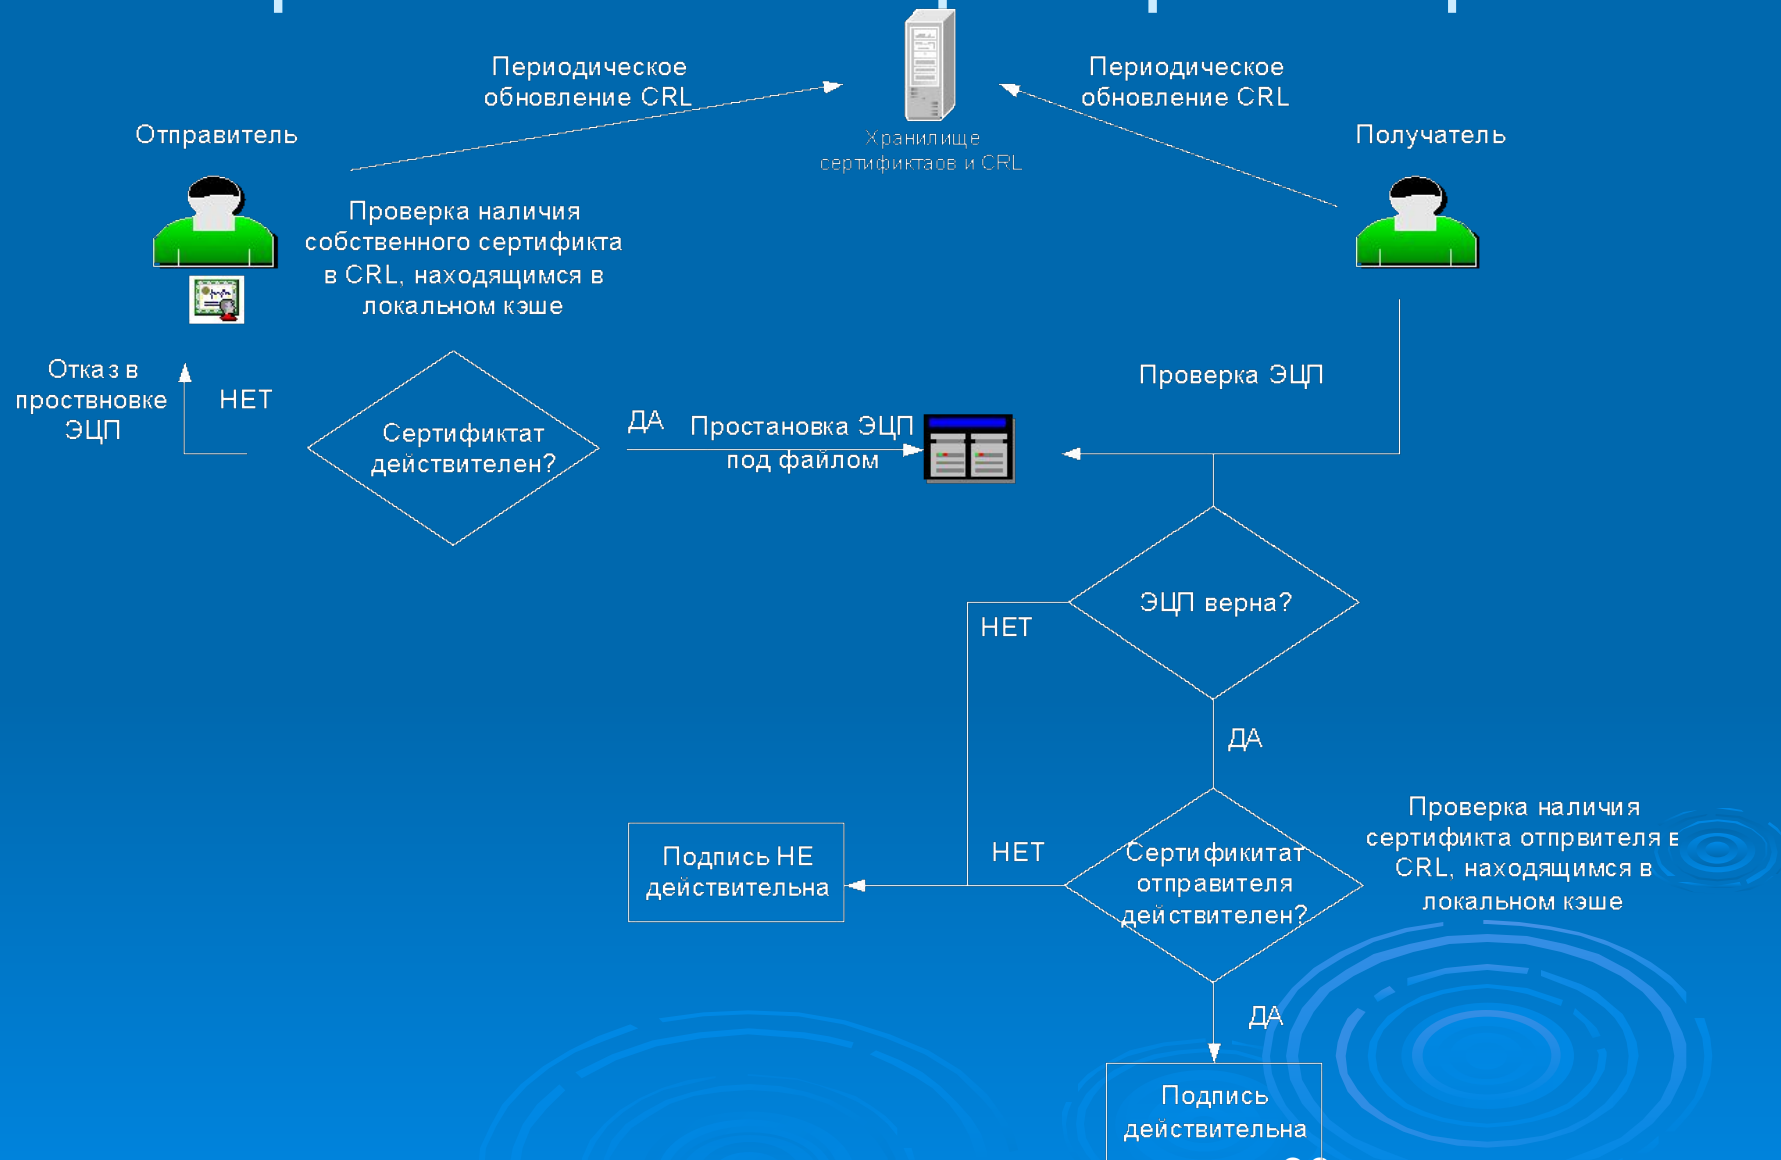 Периодическое
обновление CRL
Периодическое
обновление CRL
Отправитель
Хранилище
сертификтаов и CRL
Получатель
Проверка наличия
собственного сертификта
в CRL, находящимся в
локальном кэше
Отказ в
проствновке
ЭЦП
НЕТ
Сертификтат
действителен?
ДА
Простановка ЭЦП
под файлом
Проверка ЭЦП
ЭЦП верна?
НЕТ
ДА
Подпись НЕ
действительна
НЕТ
Сертификитат
отправителя
действителен?
Проверка наличия
сертификта отпрвителя в
CRL, находящимся в
локальном кэше
ДА
Подпись
действительна